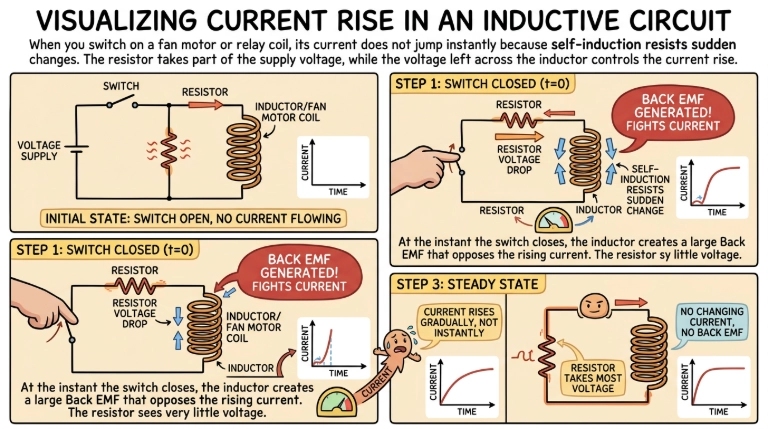 VISUALIZING CURRENT RISE IN AN INDUCTIVE CIRCUIT
When you switch on a fan motor or relay coil, its current does not jump instantly because self-induction resists sudden
changes. The resistor takes part of the supply voltage, while the voltage left across the inductor controls the current rise.
SWITCH
RESISTOR
INDUCTOR/FAN
MOTOR COIL
VOLTAGE
SUPPLY
CURRENT
TIME
INITIAL STATE: SWITCH OPEN, NO CURRENT FLOWING
STEP 1: SWITCH CLOSED (t=0)
RESISTOR
BACK EMF
GENERATED!
FIGHTS CURRENT
RESISTOR
VOLTAGE
DROP
SELF-
INDUCTION
RESISTS
SUDDEN
CHANGE
CURRENT
TIME
RESISTOR
INDUCTOR
At the instant the switch closes, the inductor creates a large Back
EMF that opposes the rising current. The resistor sy little voltage.
STEP 1: SWITCH CLOSED (t=0)
RESISTOR
BACK EMF
GENERATED!
FIGHTS CURRENT
RESISTOR
VOLTAGE
DROP
INDUCTOR/
FAN MOTOR
COIL
INDUCTOR
CURRENT
TIME
At the instant the switch closes, the inductor creates
a large Back EMF that opposes the rising current.
The resistor sees very little voltage.
CURRENT
STEP 3: STEADY STATE
CURRENT RISES
GRADUALLY, NOT
INSTANTLY
CURRENT
TIME
RESISTOR
TAKES MOST
VOLTAGE
NO CHANGING
CURRENT,
NO BACK EMF
CURRENT
TIME